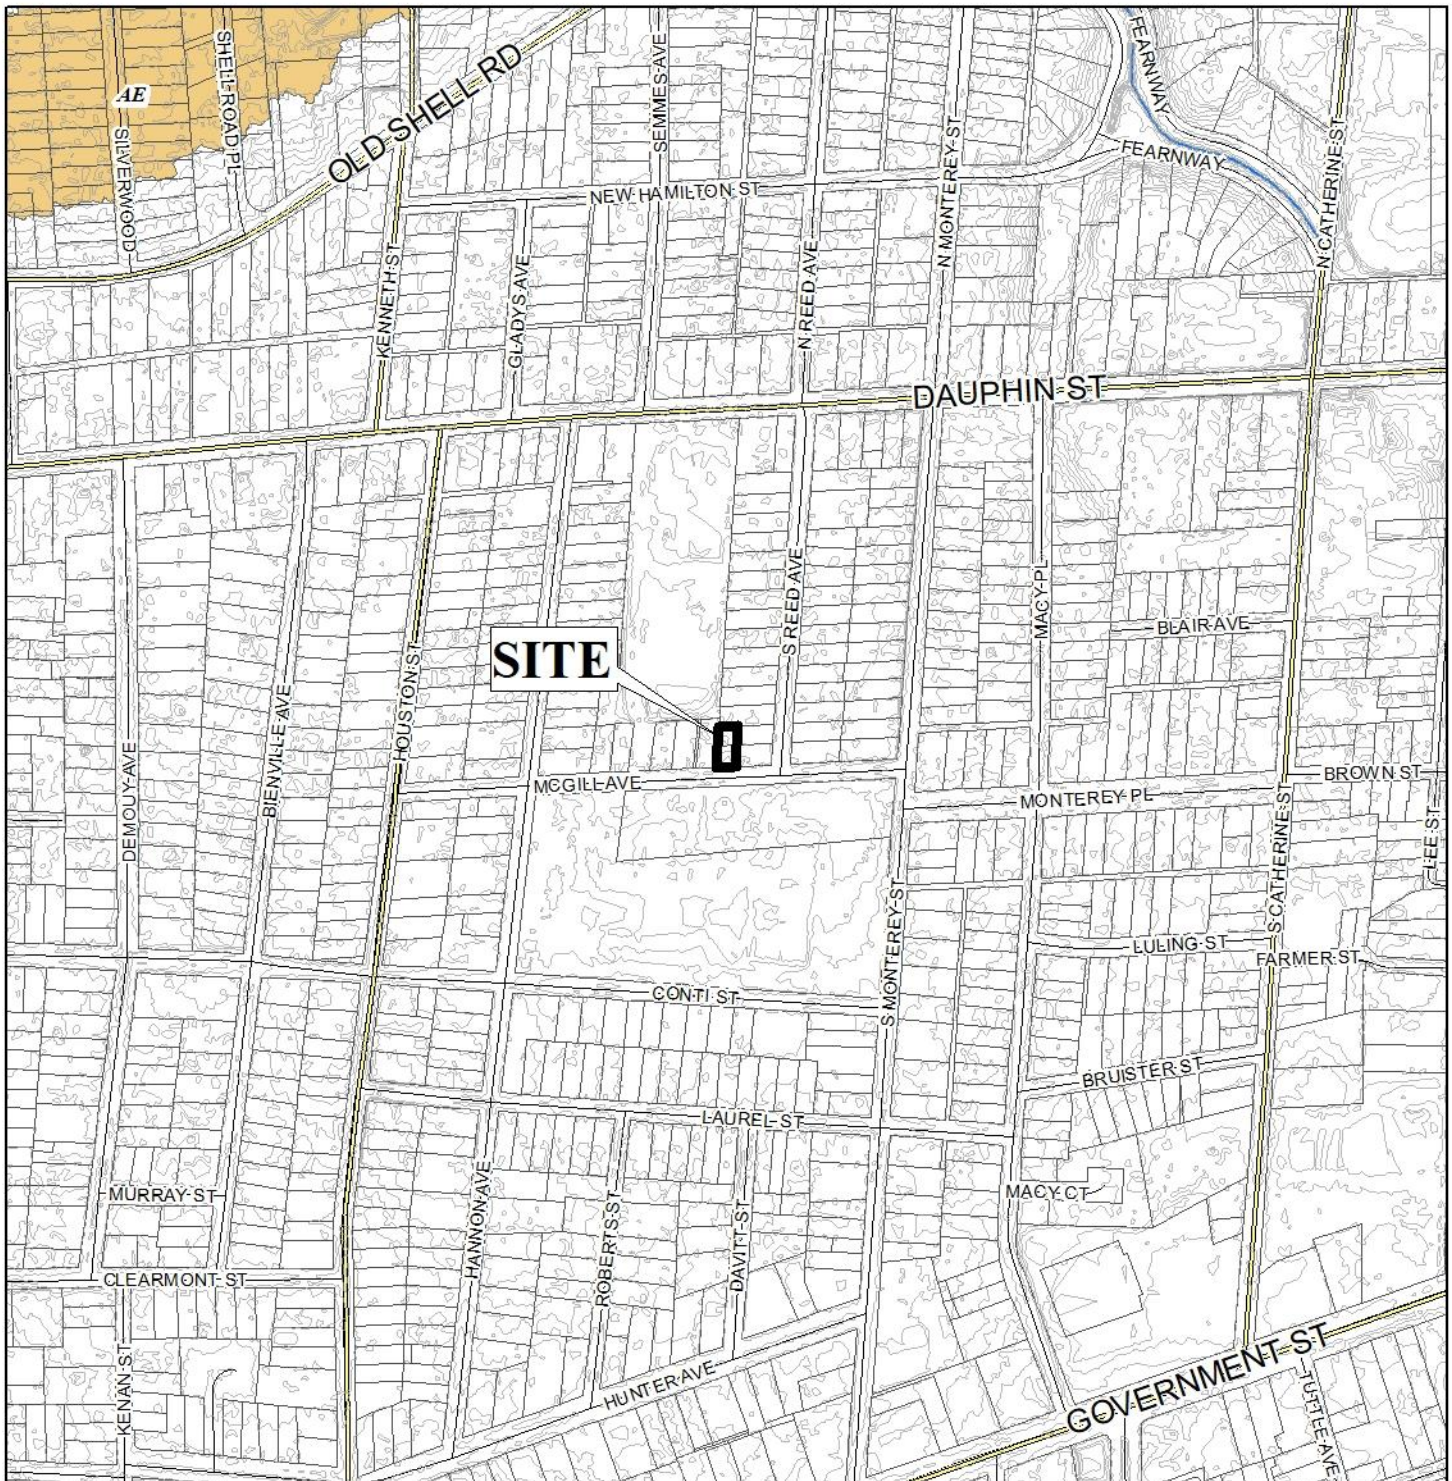 AE
SHELL ROAD PL
SILVERWOOD
OLD SHELL RD
SEMMES AVE
FEARNWAY
FEARNWAY
N CATHERINE ST
N MONTEREY ST
NEW HAMILTON ST
KENNETH ST
GLADYS AVE
N REED AVE
DAUPHIN ST
MACY PL
S REED AVE
BLAIR AVE
SITE
HOUSTON ST
BIENVILLE AVE
DEMOUY AVE
MCGILL AVE
MONTEREY PL
BROWN ST
LEE ST
S CATHERINE ST
S MONTEREY ST
LULING ST
FARMER ST
CONTI ST
BRUISTER ST
LAUREL ST
MURRAY ST
HANNON AVE
ROBERTS ST
DAVITT ST
MACY CT
CLEARMONT ST
KENAN ST
HUNTER AVE
GOVERNMENT ST
TUTTLE AVE